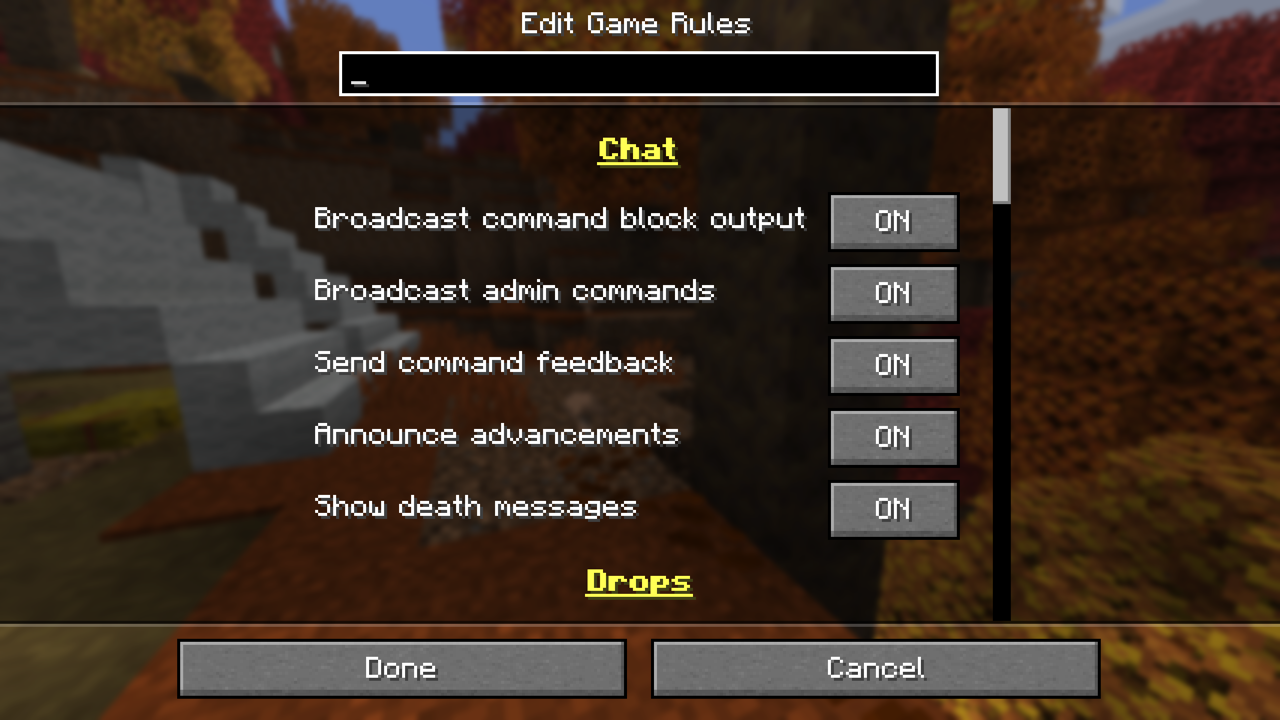 Edit Game Rules
_
Chat
Broadcast command block output ON
Broadcast admin commands ON
Send command feedback ON
Announce advancements ON
Show death messages ON
Drops
Done Cancel